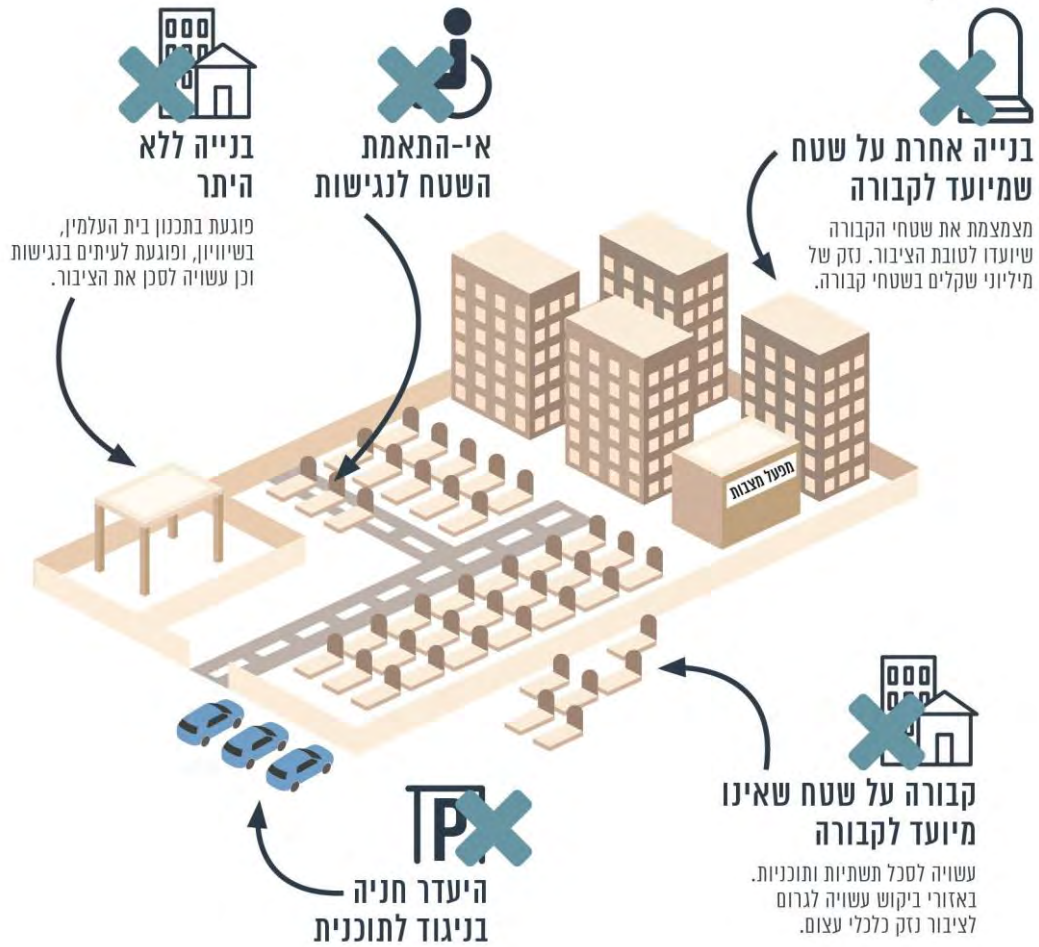 בנייה אחרת על שטח
שמיועד לקבורה
מצמצמת את שטחי הקבורה
שיועדו לטובת הציבור. נזק של
מיליוני שקלים בשטחי קבורה.
אי-התאמת
השטח לנגישות
בנייה ללא
היתר
פוגעת בתכנון בית העלמין,
בשיוויון, ופוגעת לעיתים בנגישות
וכן עשויה לסכן את הציבור.
מפעל מצבות
קבורה על שטח שאינו
מיועד לקבורה
עשויה לסכל תשתיות ותוכניות.
באזורי ביקוש עשויה לגרום
לציבור נזק כלכלי עצום.
P
היעדר חניה
בניגוד לתוכנית